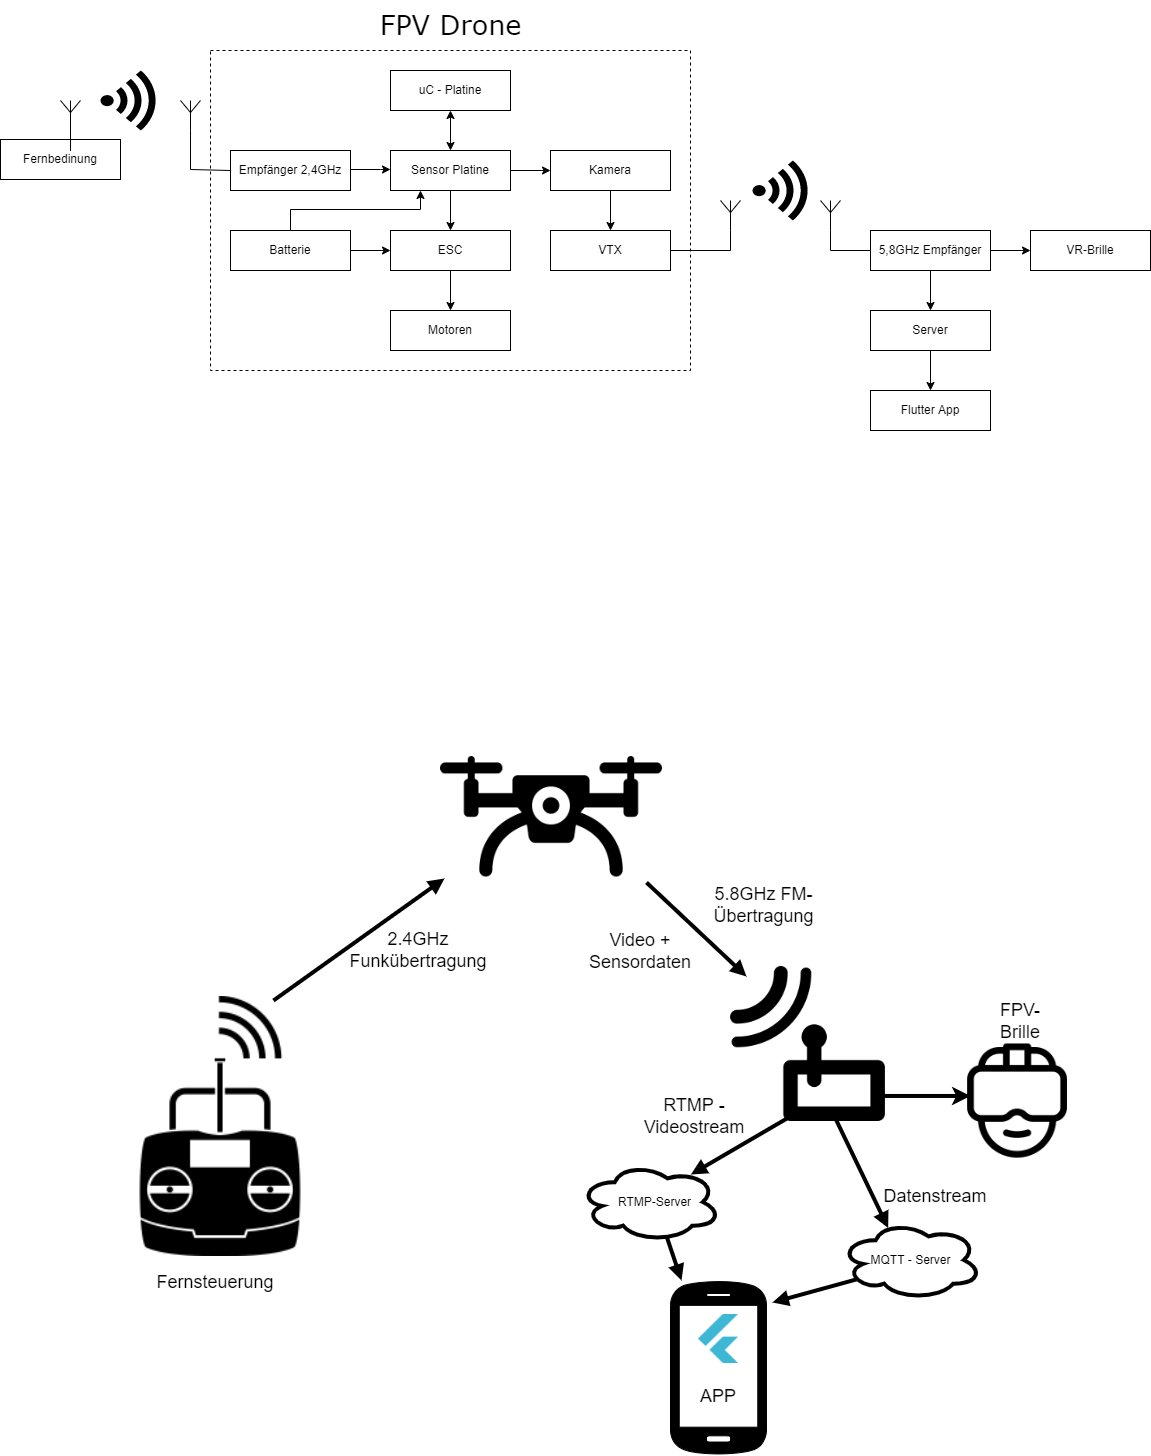 FPV Drone
uC - Platine
Fernbedinung
Empfänger 2,4GHz
Sensor Platine
Kamera
Batterie
ESC
VTX
5,8GHz Empfänger
VR-Brille
Motoren
Server
Flutter App
5.8GHz FM-
Übertragung
2.4GHz
Funkübertragung
Video +
Sensordaten
FPV-
Brille
RTMP -
Videostream
RTMP-Server
Datenstream
MQTT - Server
Fernsteuerung
APP